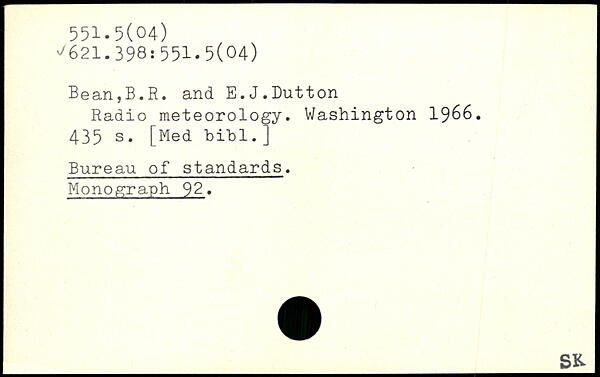 551.5(04)
✓621.398:551.5(04)
Bean,B.R. and E.J.Dutton
Radio meteorology. Washington 1966.
435 s. [Med bibl.]
Bureau of standards.
Monograph 92.
SK